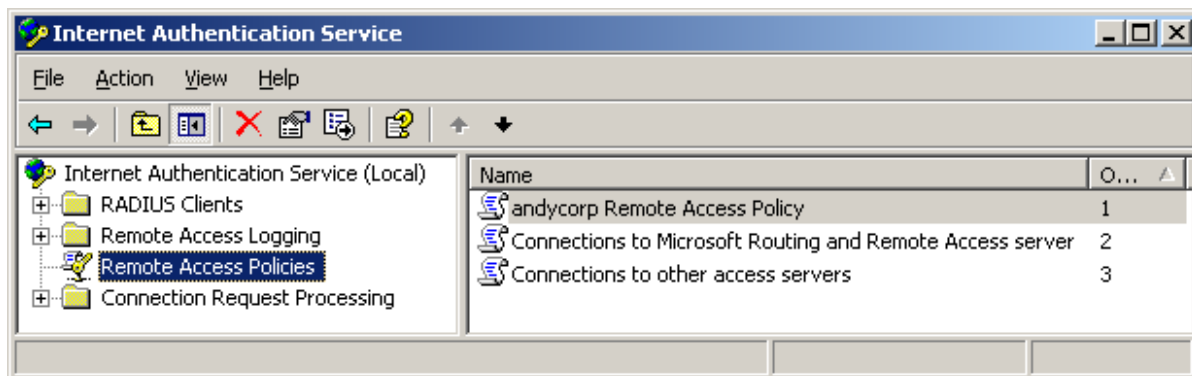 Internet Authentication Service
File Action View Help
Internet Authentication Service (Local)
RADIUS Clients
Remote Access Logging
Remote Access Policies
Connection Request Processing
Name O...
andycorp Remote Access Policy 1
Connections to Microsoft Routing and Remote Access server 2
Connections to other access servers 3